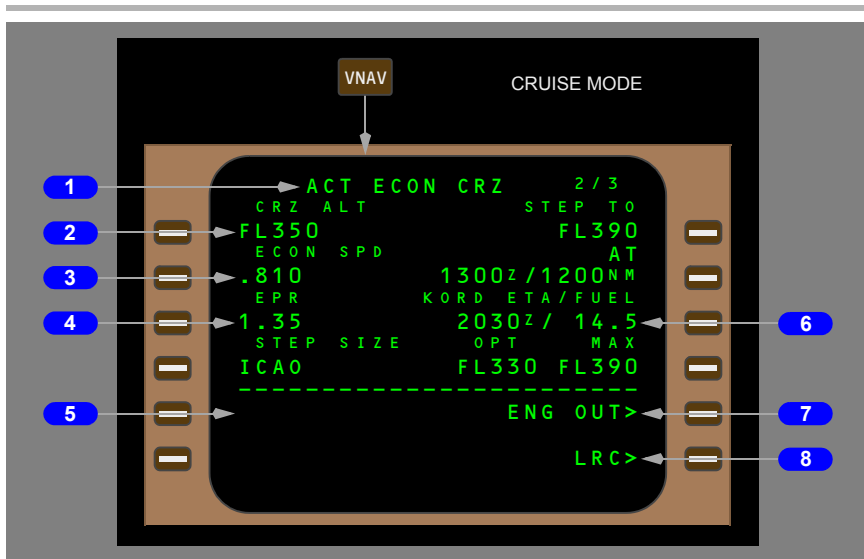 VNAV
CRUISE MODE
1 ACT ECON CRZ 2/3
CRZ ALT STEP TO
2 FL350 FL390
ECON SPD AT
3 .810 1300z/1200NM
EPR KORD ETA/FUEL
4 1.35 2030z/ 14.5 6
STEP SIZE OPT MAX
ICAO FL330 FL390
----------------------------
5 ENG OUT> 7
LRC> 8